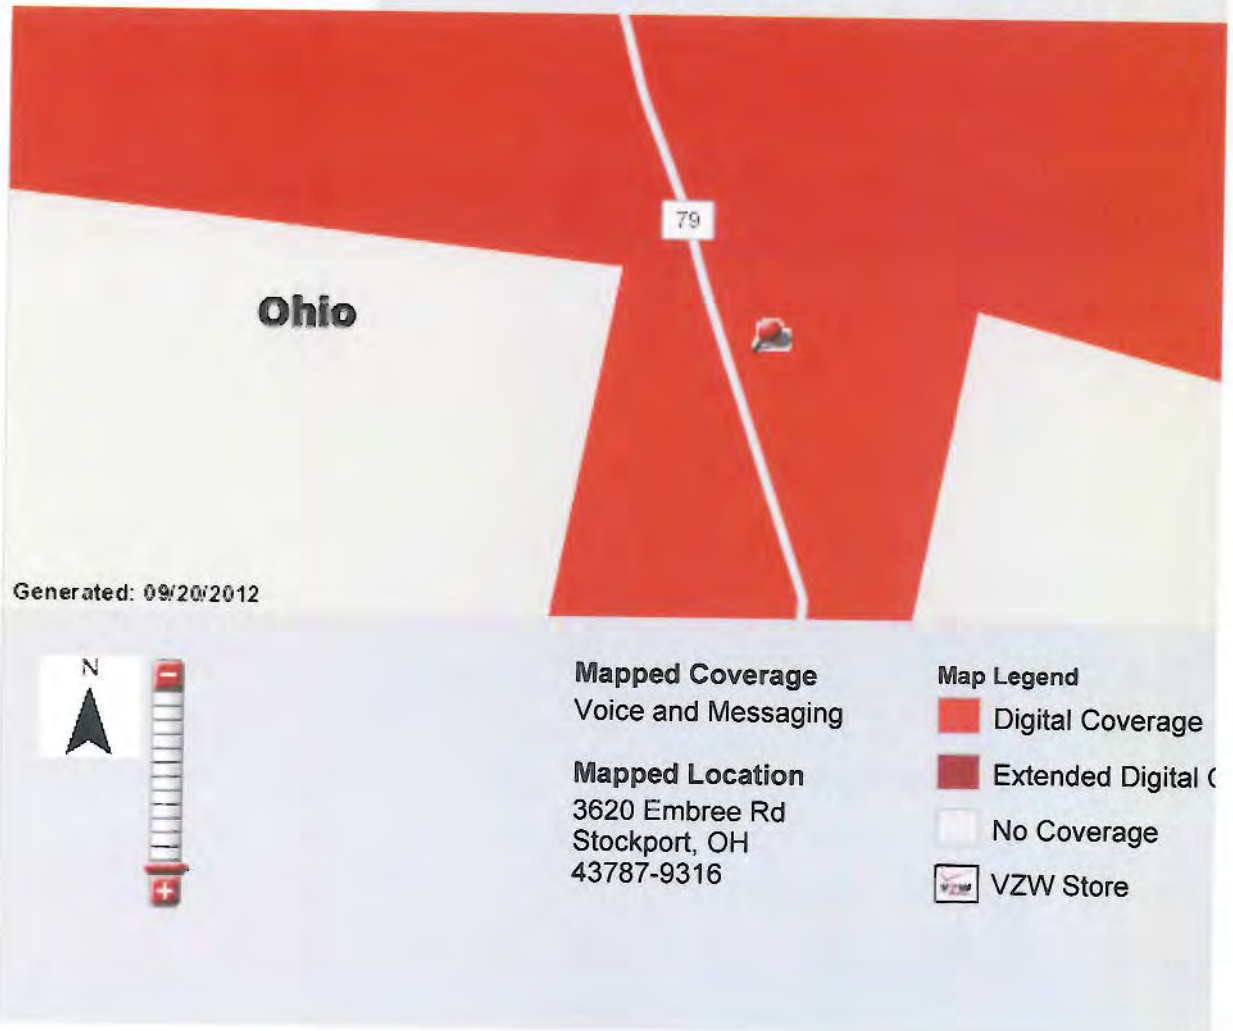 79
Ohio
Generated: 09/20/2012
N
Mapped Coverage
Voice and Messaging
Mapped Location
3620 Embree Rd
Stockport, OH
43787-9316
Map Legend
Digital Coverage
Extended Digital
No Coverage
VZW Store